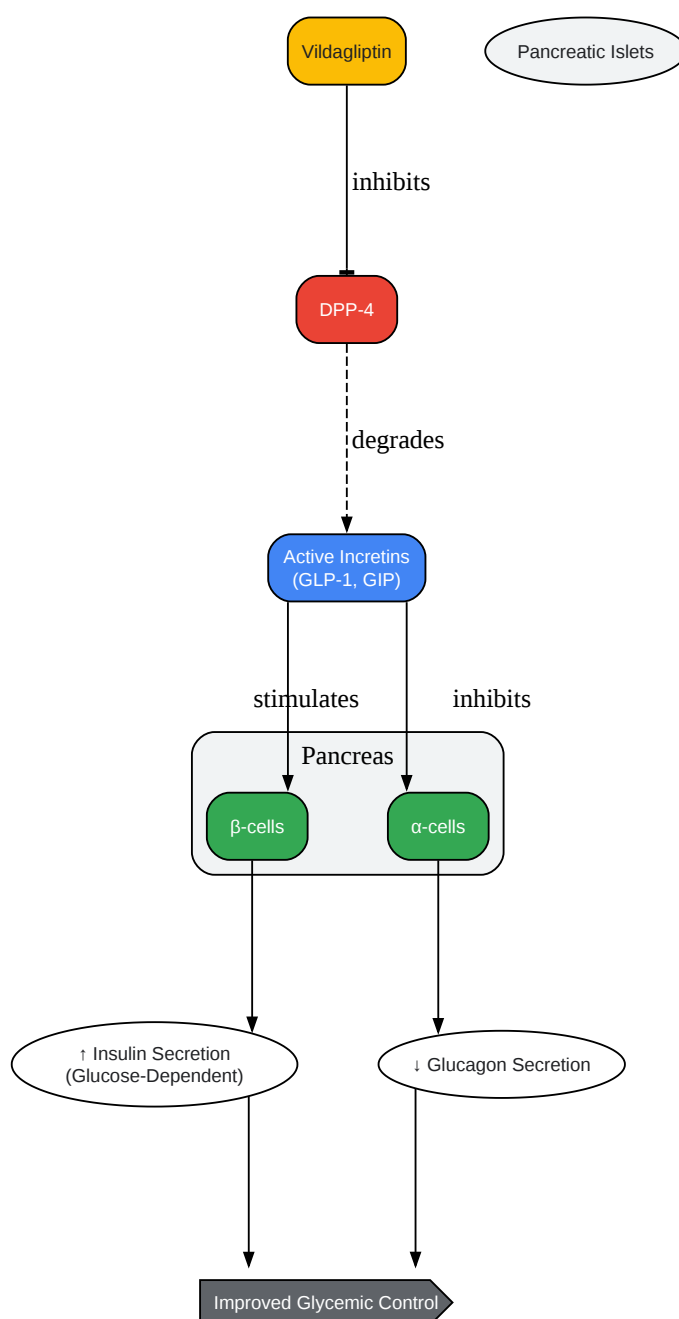 Vildagliptin
Pancreatic Islets
inhibits
DPP-4
degrades
Active Incretins
(GLP-1, GIP)
stimulates
inhibits
Pancreas
β-cells
α-cells
↑ Insulin Secretion
(Glucose-Dependent)
↓ Glucagon Secretion
Improved Glycemic Control